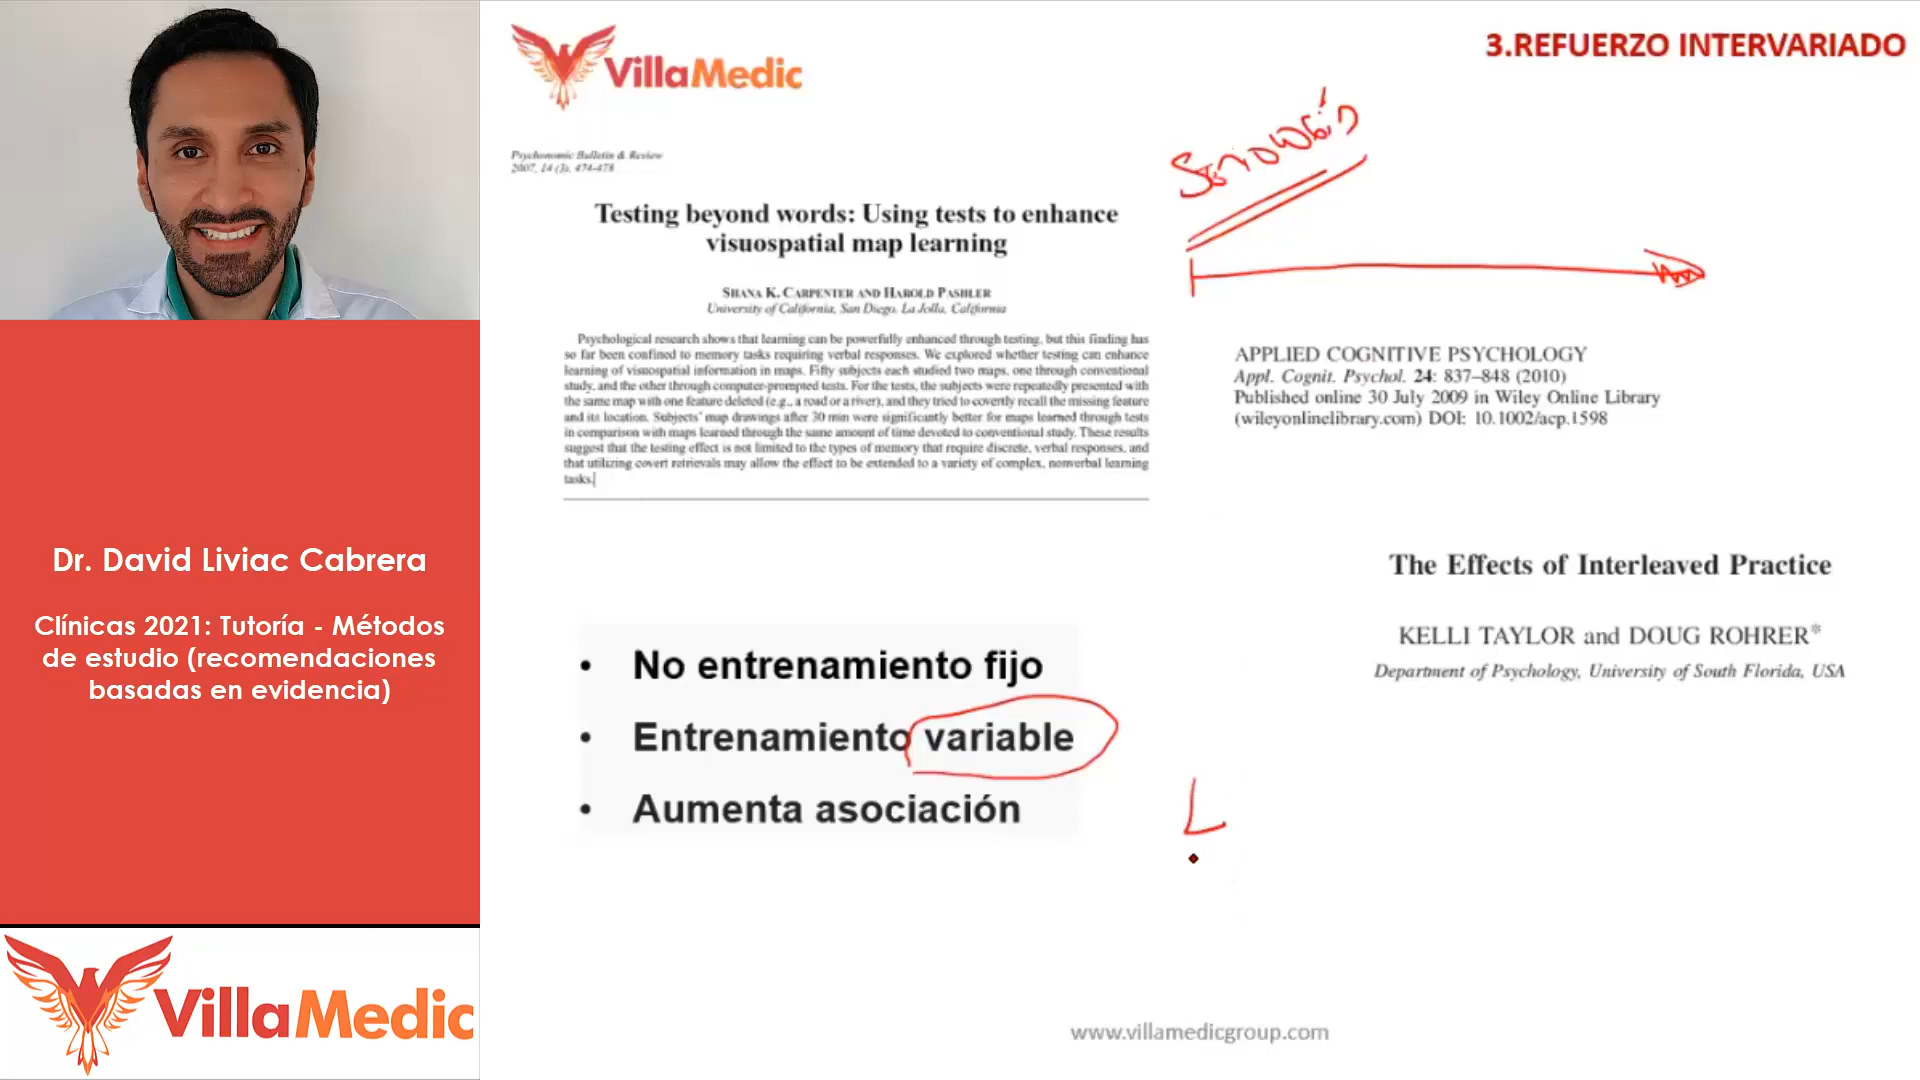 VillaMedic
3.REFUERZO INTERVARIADO
Psychonomic Bulletin & Review
2007, 14 (3), 474-478
Testing beyond words: Using tests to enhance
visuospatial map learning
SHANA K. CARPENTER AND HAROLD PASHLER
University of California, San Diego, La Jolla, California
Psychological research shows that learning can be powerfully enhanced through testing, but this finding has
so far been confined to memory tasks requiring verbal responses. We explored whether testing can enhance
learning of visuospatial information in maps. Fifty subjects each studied two maps, one through conventional
study, and the other through computer-prompted tests. For the tests, the subjects were repeatedly presented with
the same map with one feature deleted (e.g., a road or a river), and they tried to covertly recall the missing feature
and its location. Subjects' map drawings after 30 min were significantly better for maps learned through tests
in comparison with maps learned through the same amount of time devoted to conventional study. These results
suggest that the testing effect is not limited to the types of memory that require discrete, verbal responses, and
that utilizing covert retrievals may allow the effect to be extended to a variety of complex, nonverbal learning
tasks.
APPLIED COGNITIVE PSYCHOLOGY
Appl. Cognit. Psychol. 24: 837–848 (2010)
Published online 30 July 2009 in Wiley Online Library
(wileyonlinelibrary.com) DOI: 10.1002/acp.1598
The Effects of Interleaved Practice
KELLI TAYLOR and DOUG ROHRER*
Department of Psychology, University of South Florida, USA
• No entrenamiento fijo
• Entrenamiento variable
• Aumenta asociación
L
www.villamedicgroup.com
Dr. David Liviac Cabrera
Clínicas 2021: Tutoría - Métodos
de estudio (recomendaciones
basadas en evidencia)
VillaMedic